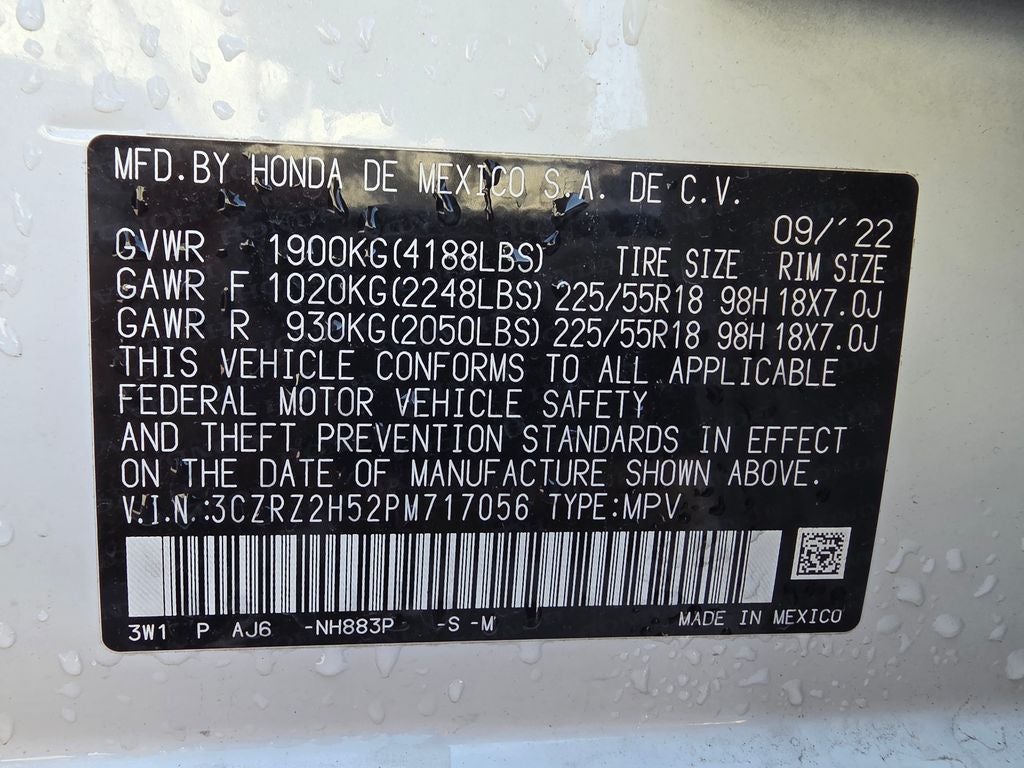 MFD.BY HONDA DE MEXICO S.A. DE C.V.
09/'22
GVWR 1900KG(4188LBS) TIRE SIZE RIM SIZE
GAWR F 1020KG(2248LBS) 225/55R18 98H 18X7.0J
GAWR R 930KG(2050LBS) 225/55R18 98H 18X7.0J
THIS VEHICLE CONFORMS TO ALL APPLICABLE
FEDERAL MOTOR VEHICLE SAFETY
AND THEFT PREVENTION STANDARDS IN EFFECT
ON THE DATE OF MANUFACTURE SHOWN ABOVE.
V.I.N.:3CZRZ2H52PM717056 TYPE:MPV
3W1 P AJ6 -NH883P -S -M MADE IN MEXICO